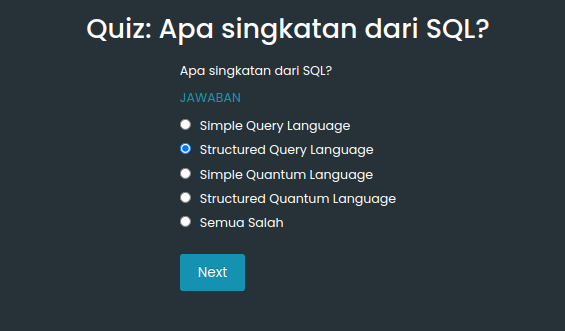 Quiz: Apa singkatan dari SQL?
Apa singkatan dari SQL?
JAWABAN
Simple Query Language
Structured Query Language
Simple Quantum Language
Structured Quantum Language
Semua Salah
Next